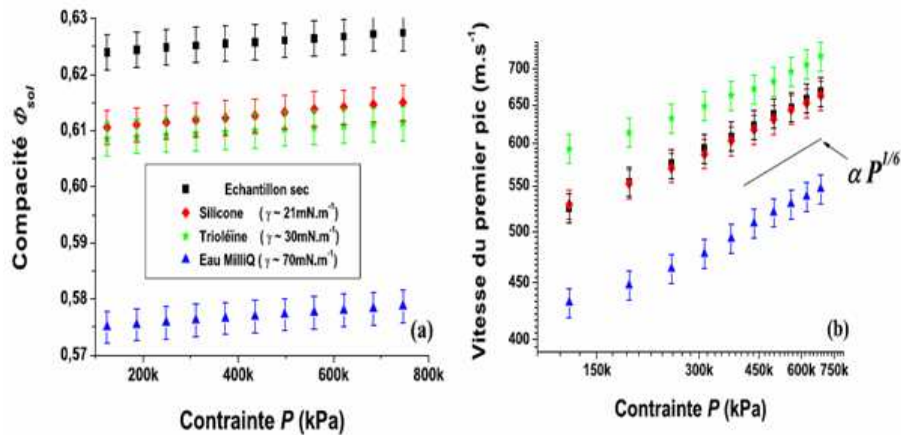 0,63
0,62
0,61
0,60
0,59
0,58
0,57
Compacité Φsol
Echantillon sec
Silicone (γ ~ 21mN.m⁻¹)
Trioléïne (γ ~ 30mN.m⁻¹)
Eau MilliQ (γ ~ 70mN.m⁻¹)
(a)
200k 400k 600k 800k
Contrainte P (kPa)
Vitesse du premier pic (m.s⁻¹)
700
650
600
550
500
450
400
α P^1/6
(b)
150k 300k 450k 600k 750k
Contrainte P (kPa)